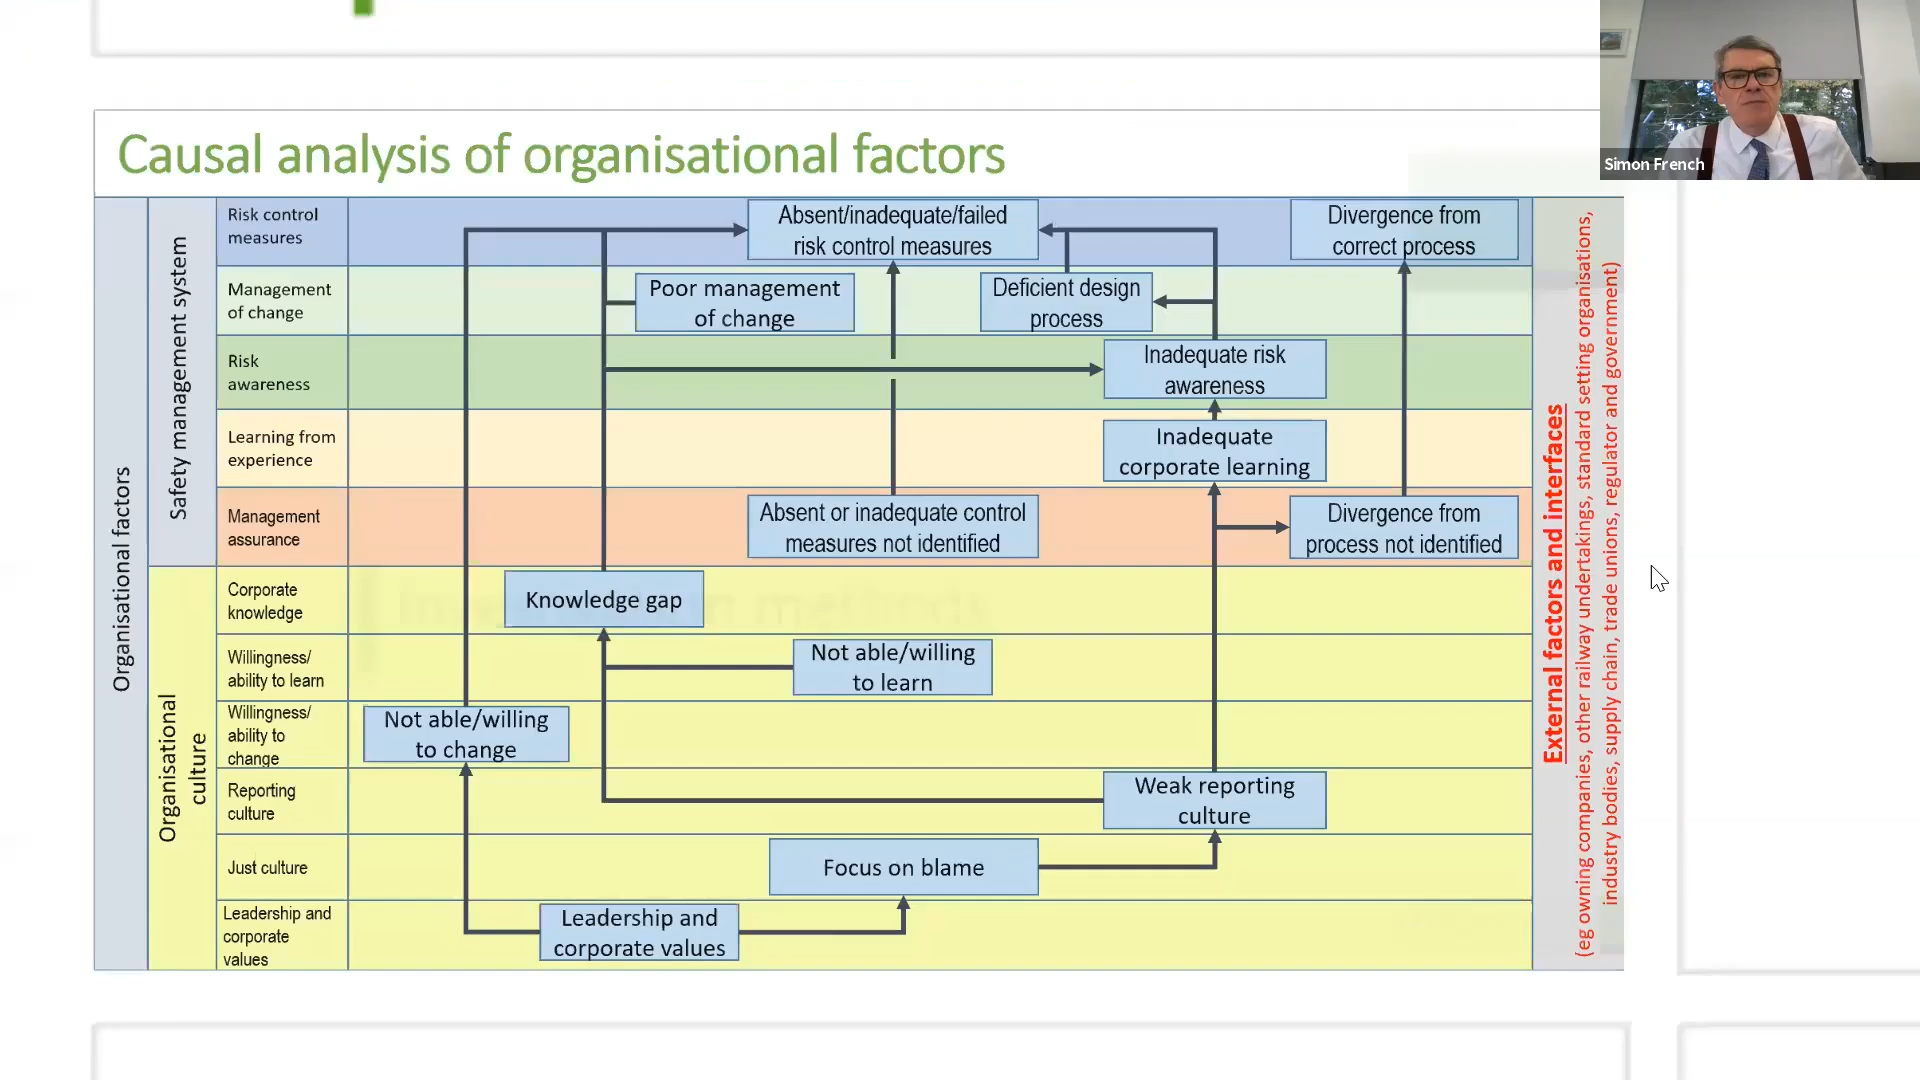 Causal analysis of organisational factors
Simon French
Organisational factors
Safety management system
Organisational
culture
Risk control
measures
Absent/inadequate/failed
risk control measures
Divergence from
correct process
Management
of change
Poor management
of change
Deficient design
process
Risk
awareness
Inadequate risk
awareness
Learning from
experience
Inadequate
corporate learning
Management
assurance
Absent or inadequate control
measures not identified
Divergence from
process not identified
Corporate
knowledge
Knowledge gap
Willingness/
ability to learn
Not able/willing
to learn
Willingness/
ability to
change
Not able/willing
to change
Reporting
culture
Weak reporting
culture
Just culture
Focus on blame
Leadership and
corporate
values
Leadership and
corporate values
External factors and interfaces
(eg owning companies, other railway undertakings, standard setting organisations,
industry bodies, supply chain, trade unions, regulator and government)